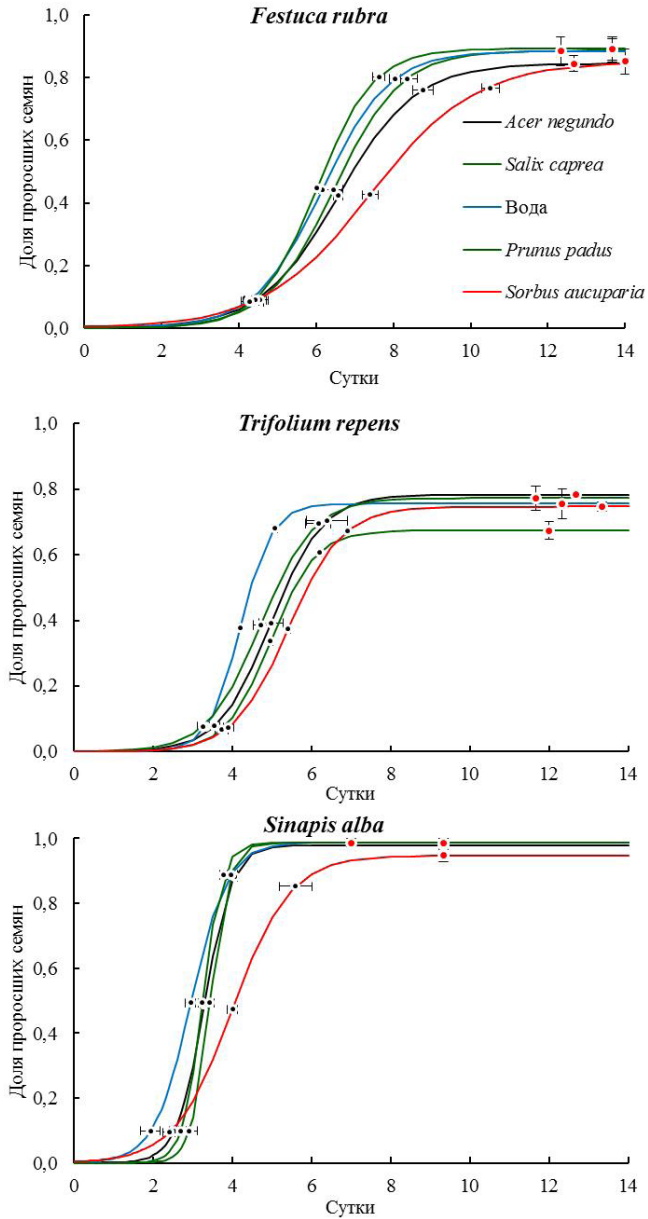 Festuca rubra
1,0
0,8
0,6
0,4
0,2
0,0
Доля проросших семян
Acer negundo
Salix caprea
Вода
Prunus padus
Sorbus aucuparia
0 2 4 6 8 10 12 14
Сутки
Trifolium repens
1,0
0,8
0,6
0,4
0,2
0,0
Доля проросших семян
0 2 4 6 8 10 12 14
Сутки
Sinapis alba
1,0
0,8
0,6
0,4
0,2
0,0
Доля проросших семян
0 2 4 6 8 10 12 14
Сутки